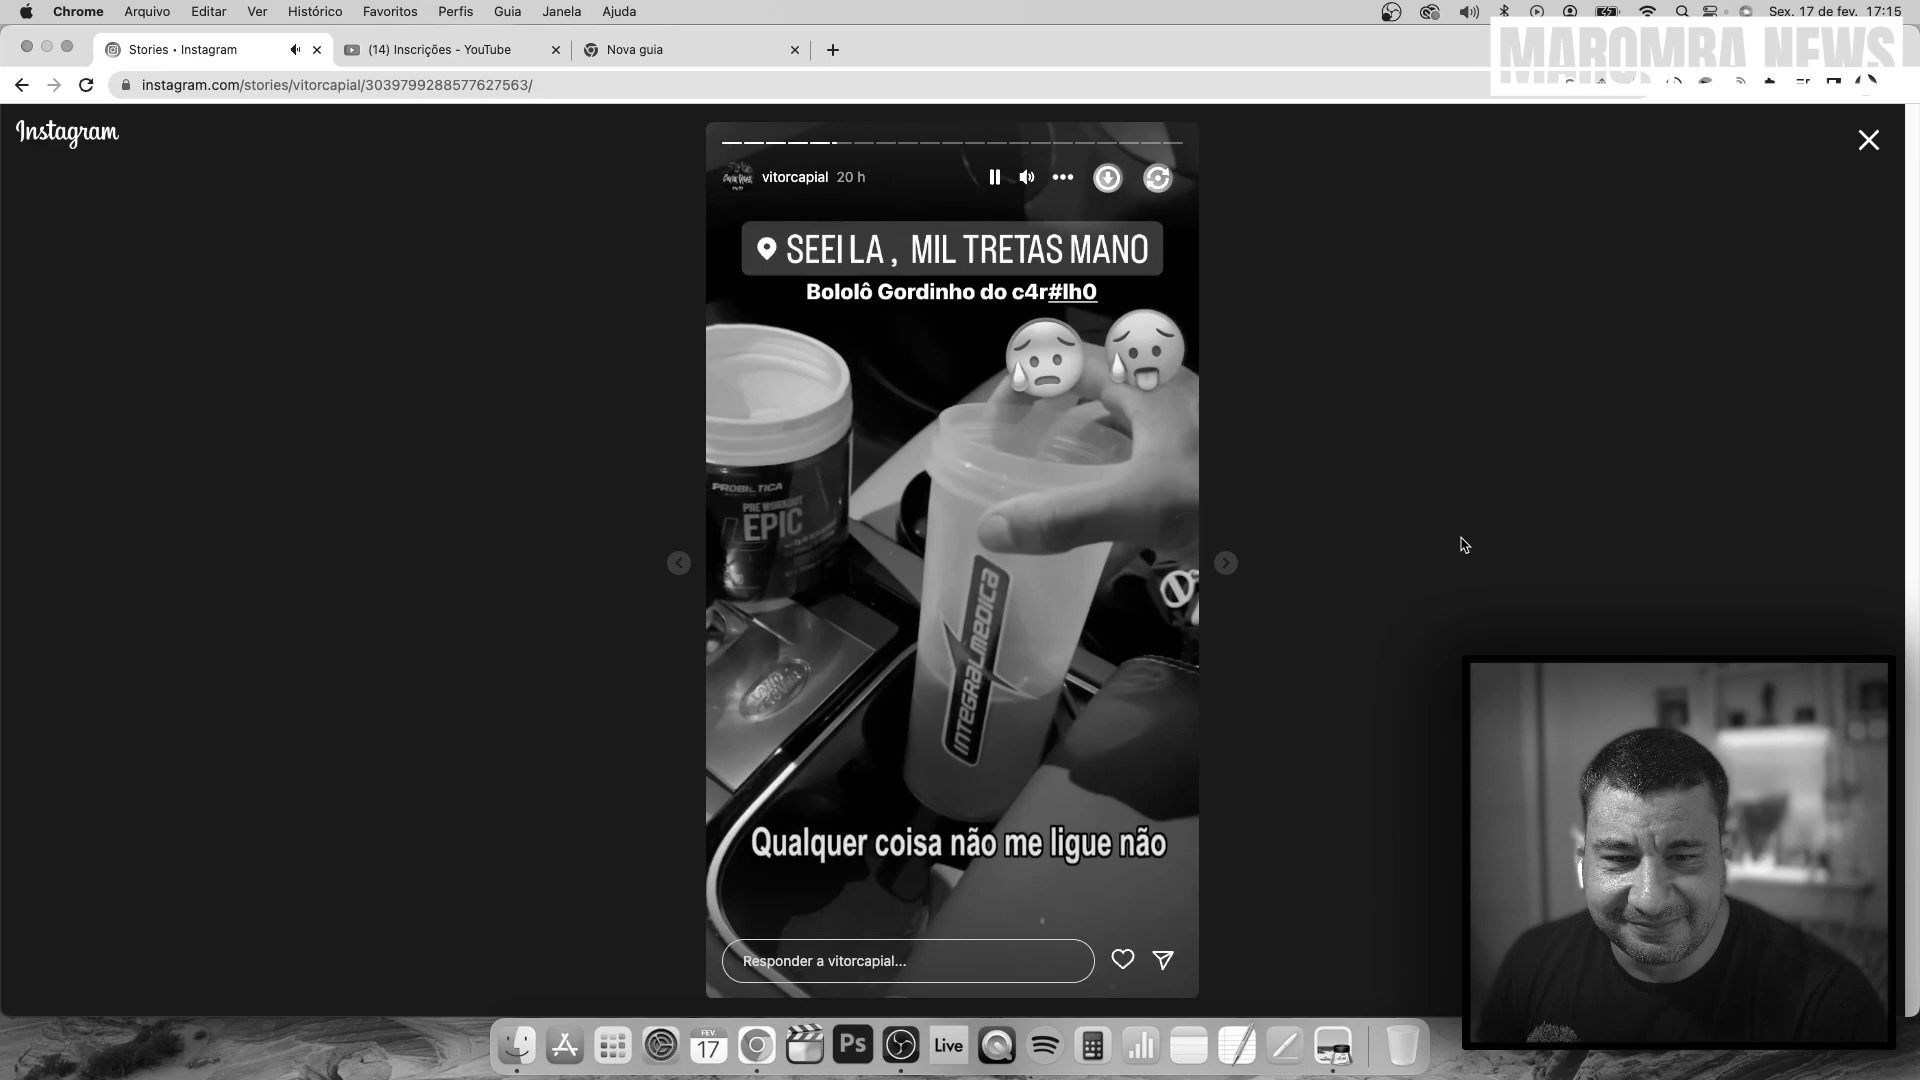 Chrome Arquivo Editar Ver Histórico Favoritos Perfis Guia Janela Ajuda Sex. 17 de fev. 17:15
Stories • Instagram (14) Inscrições - YouTube Nova guia
MAROMBA NEWS
instagram.com/stories/vitorcapial/3039799288577627563/
Instagram
vitorcapial 20 h
SEEI LA , MIL TRETAS MANO
Bololô Gordinho do c4r#lh0
PROBIÓTICA
PRE WORKOUT
EPIC
INTEGRALMEDICA
Qualquer coisa não me ligue não
Responder a vitorcapial...
FEV.
17
Ps
Live